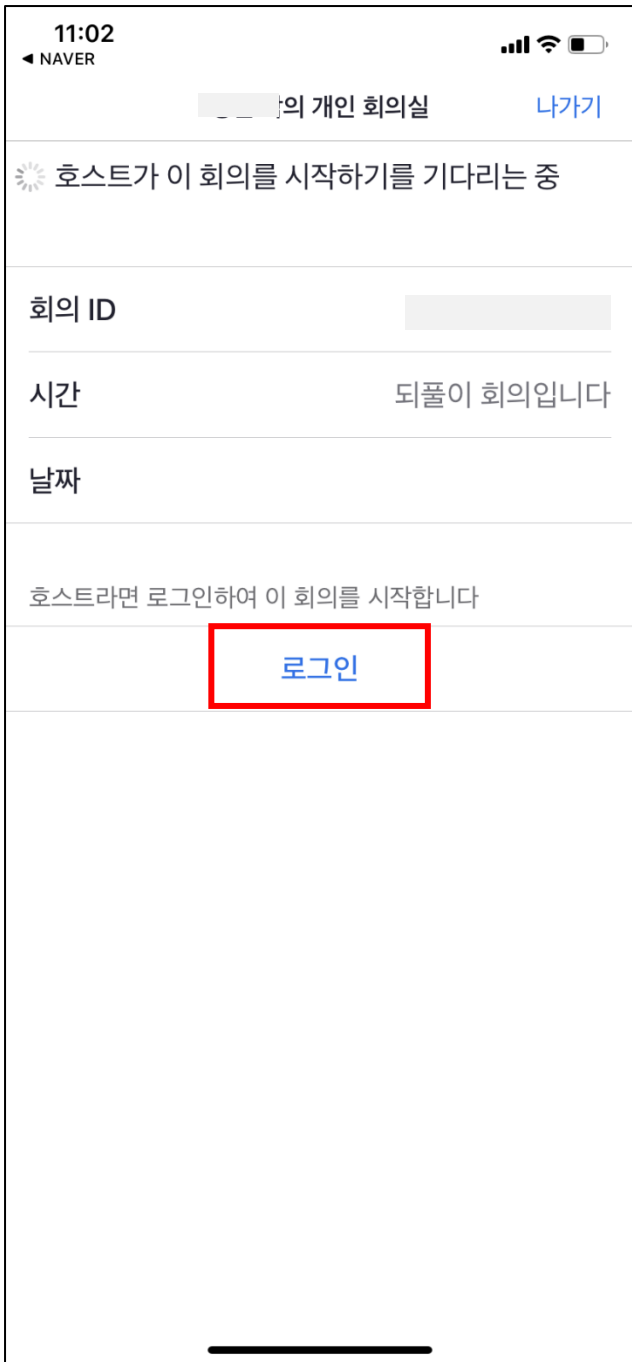 11:02
◀ NAVER
의 개인 회의실
나가기
호스트가 이 회의를 시작하기를 기다리는 중
회의 ID
시간
되풀이 회의입니다
날짜
호스트라면 로그인하여 이 회의를 시작합니다
로그인